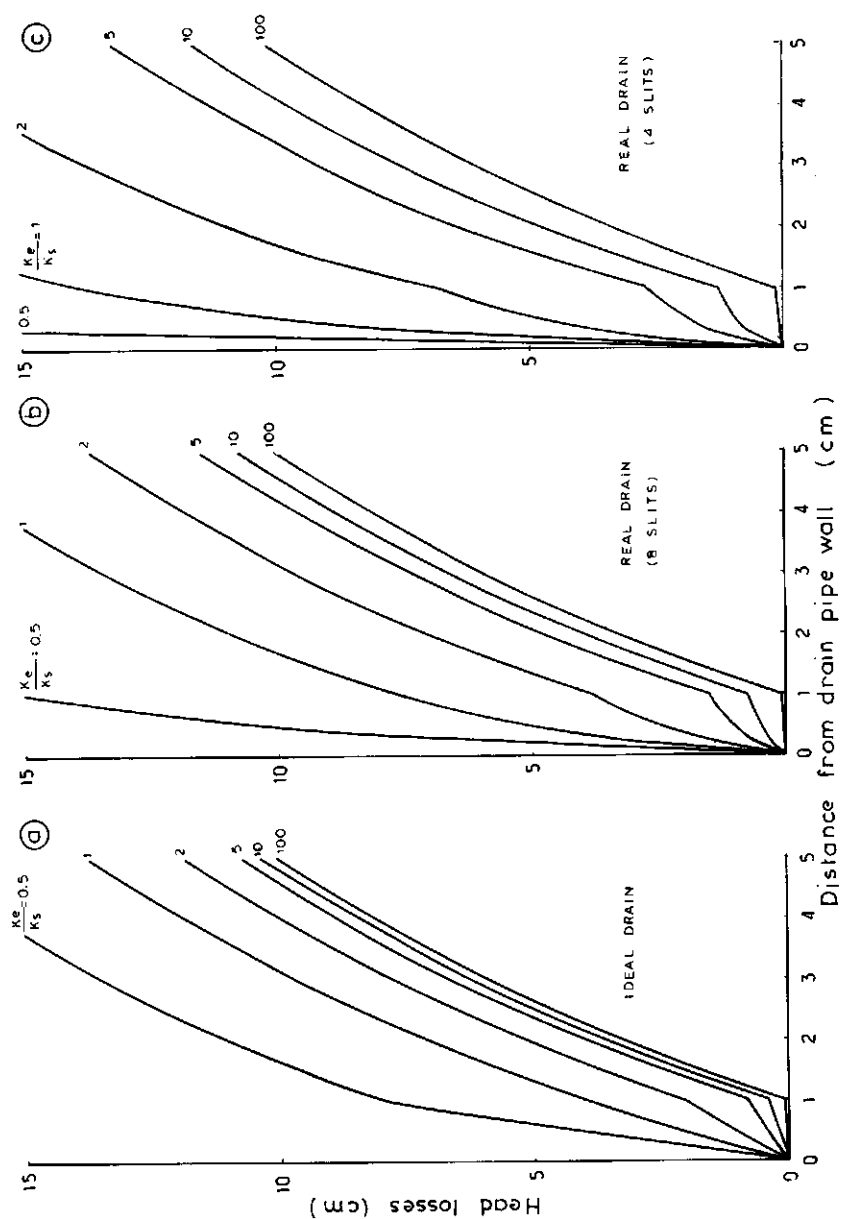 Head losses (cm)
a
15
10
5
0
Ke/Ks = 0.5
1
2
5
10
100
IDEAL DRAIN
0 1 2 3 4 5
b
15
10
5
Ke/Ks = 0.5
1
2
5
10
100
REAL DRAIN
(8 SLITS)
0 1 2 3 4 5
c
15
10
5
0.5
Ke/Ks = 1
2
5
10
100
REAL DRAIN
(4 SLITS)
0 1 2 3 4 5
Distance from drain pipe wall (cm)